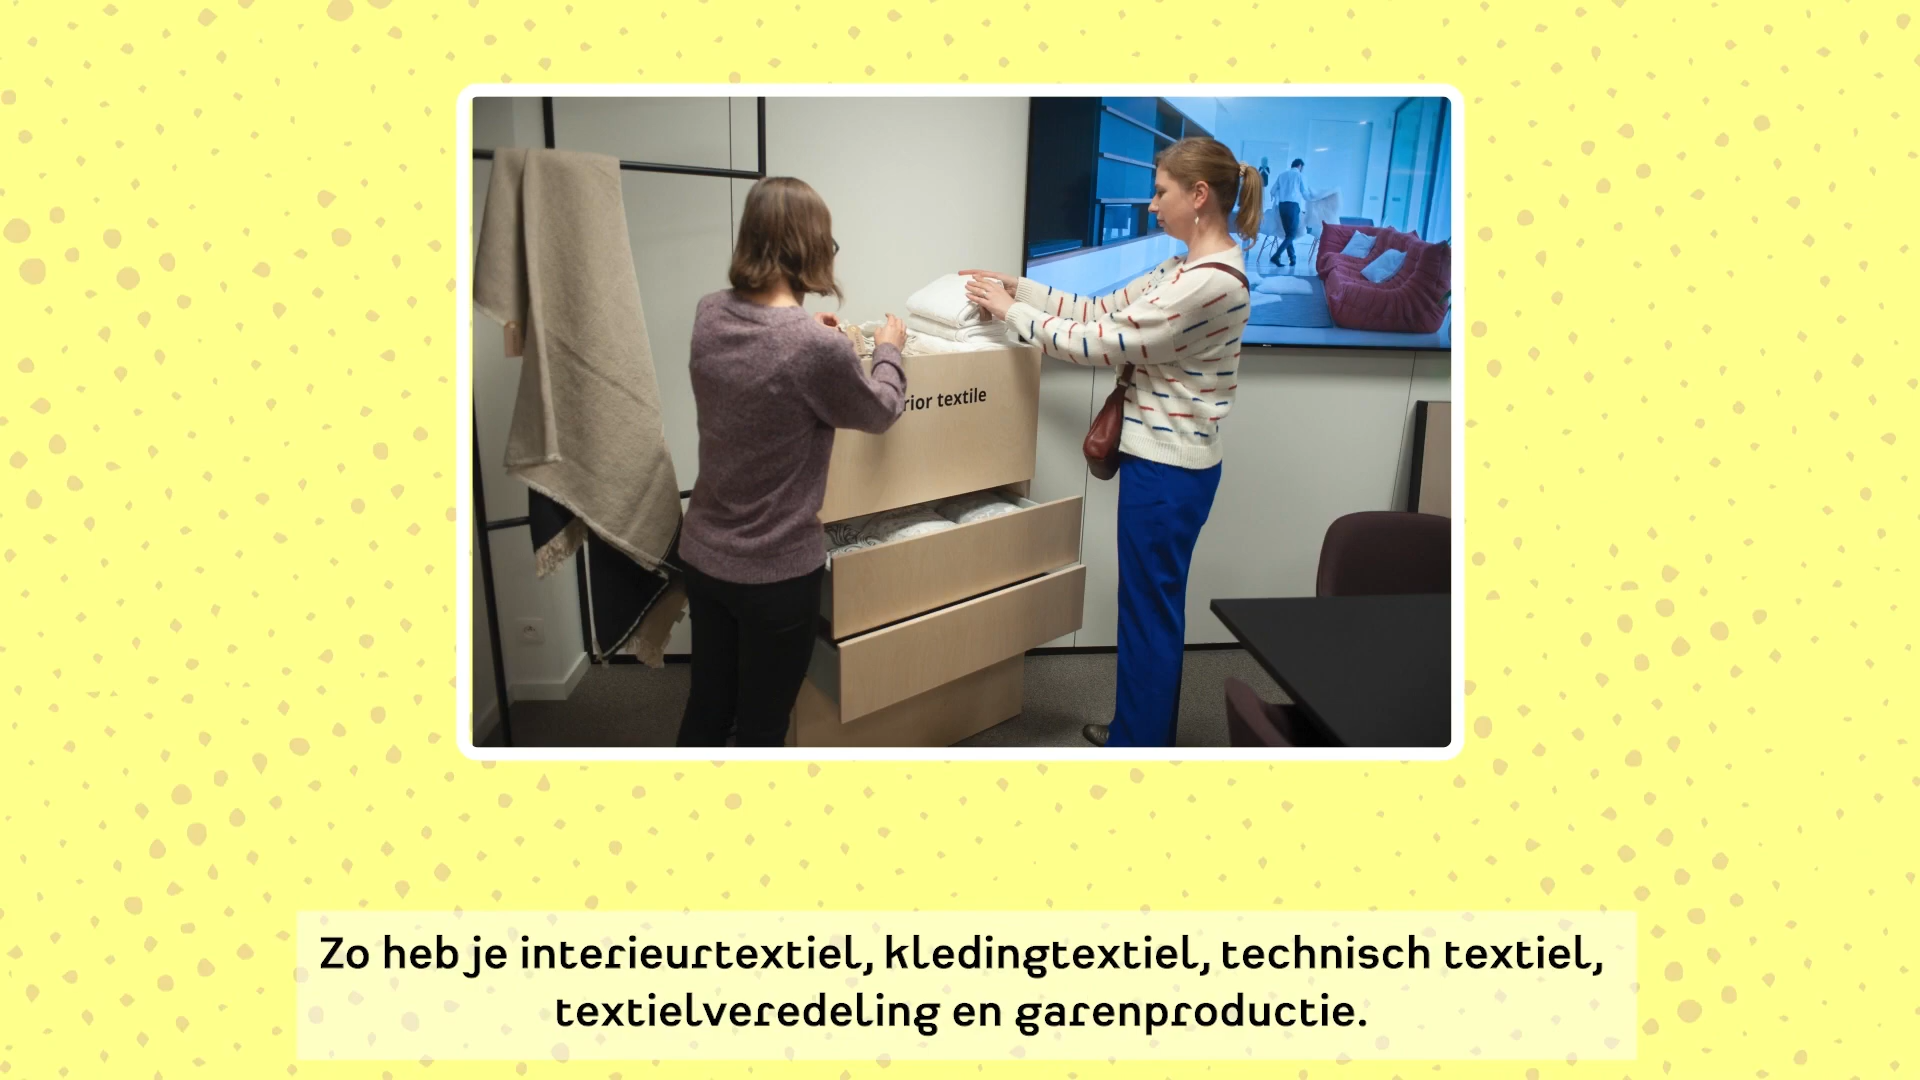 rior textile
Zo heb je interieurtextiel, kledingtextiel, technisch textiel,
textielveredeling en garenproductie.